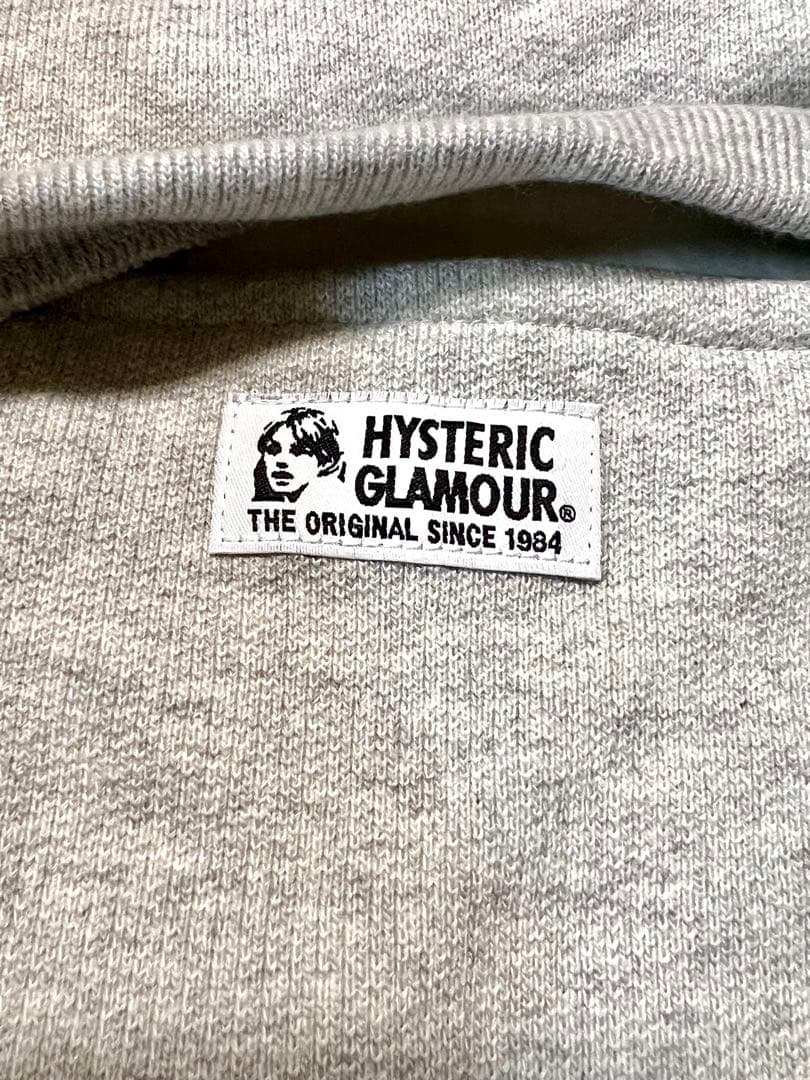 HYSTERIC
GLAMOUR®
THE ORIGINAL SINCE 1984